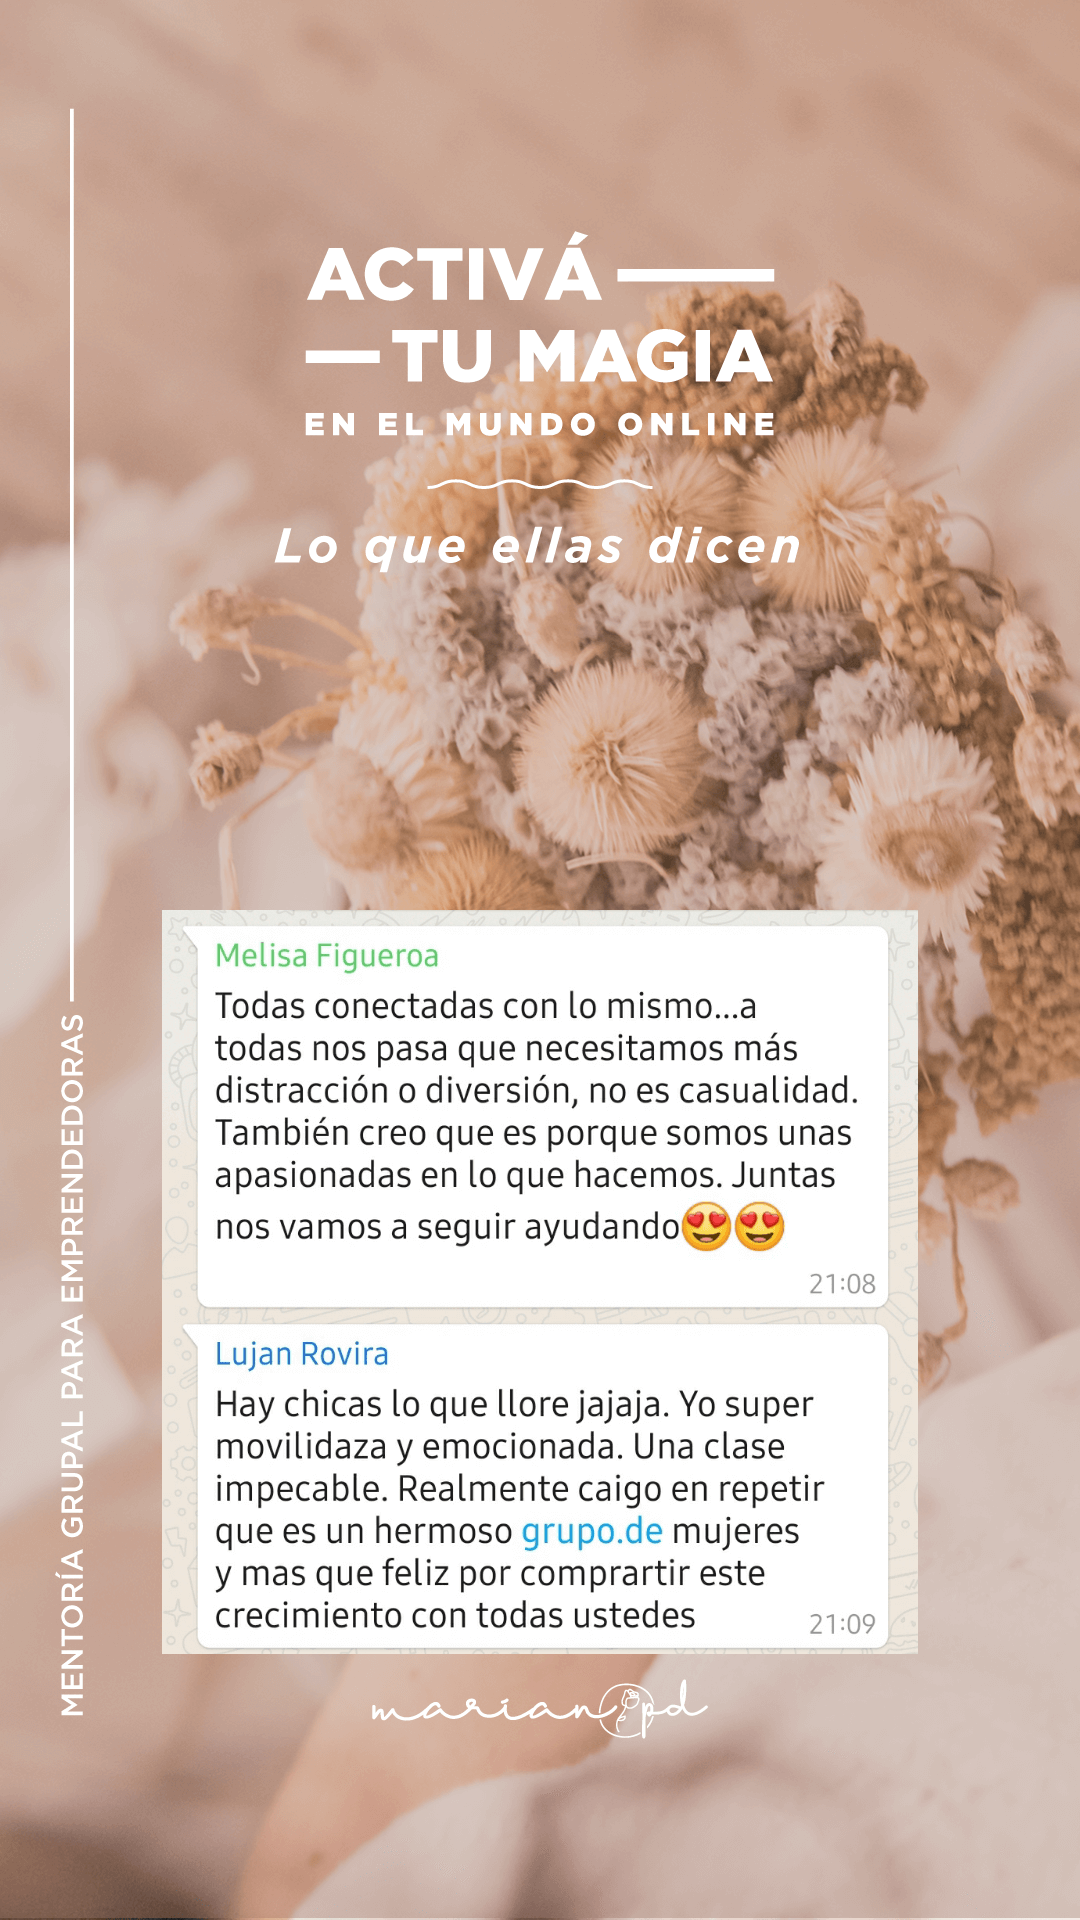 ACTIVÁ
TU MAGIA
EN EL MUNDO ONLINE
Lo que ellas dicen
MENTORÍA GRUPAL PARA EMPRENDEDORAS
Melisa Figueroa
Todas conectadas con lo mismo...a
todas nos pasa que necesitamos más
distracción o diversión, no es casualidad.
También creo que es porque somos unas
apasionadas en lo que hacemos. Juntas
nos vamos a seguir ayudando😍😍
21:08
Lujan Rovira
Hay chicas lo que llore jajaja. Yo super
movilidaza y emocionada. Una clase
impecable. Realmente caigo en repetir
que es un hermoso grupo.de mujeres
y mas que feliz por comprartir este
crecimiento con todas ustedes
21:09
marian pd